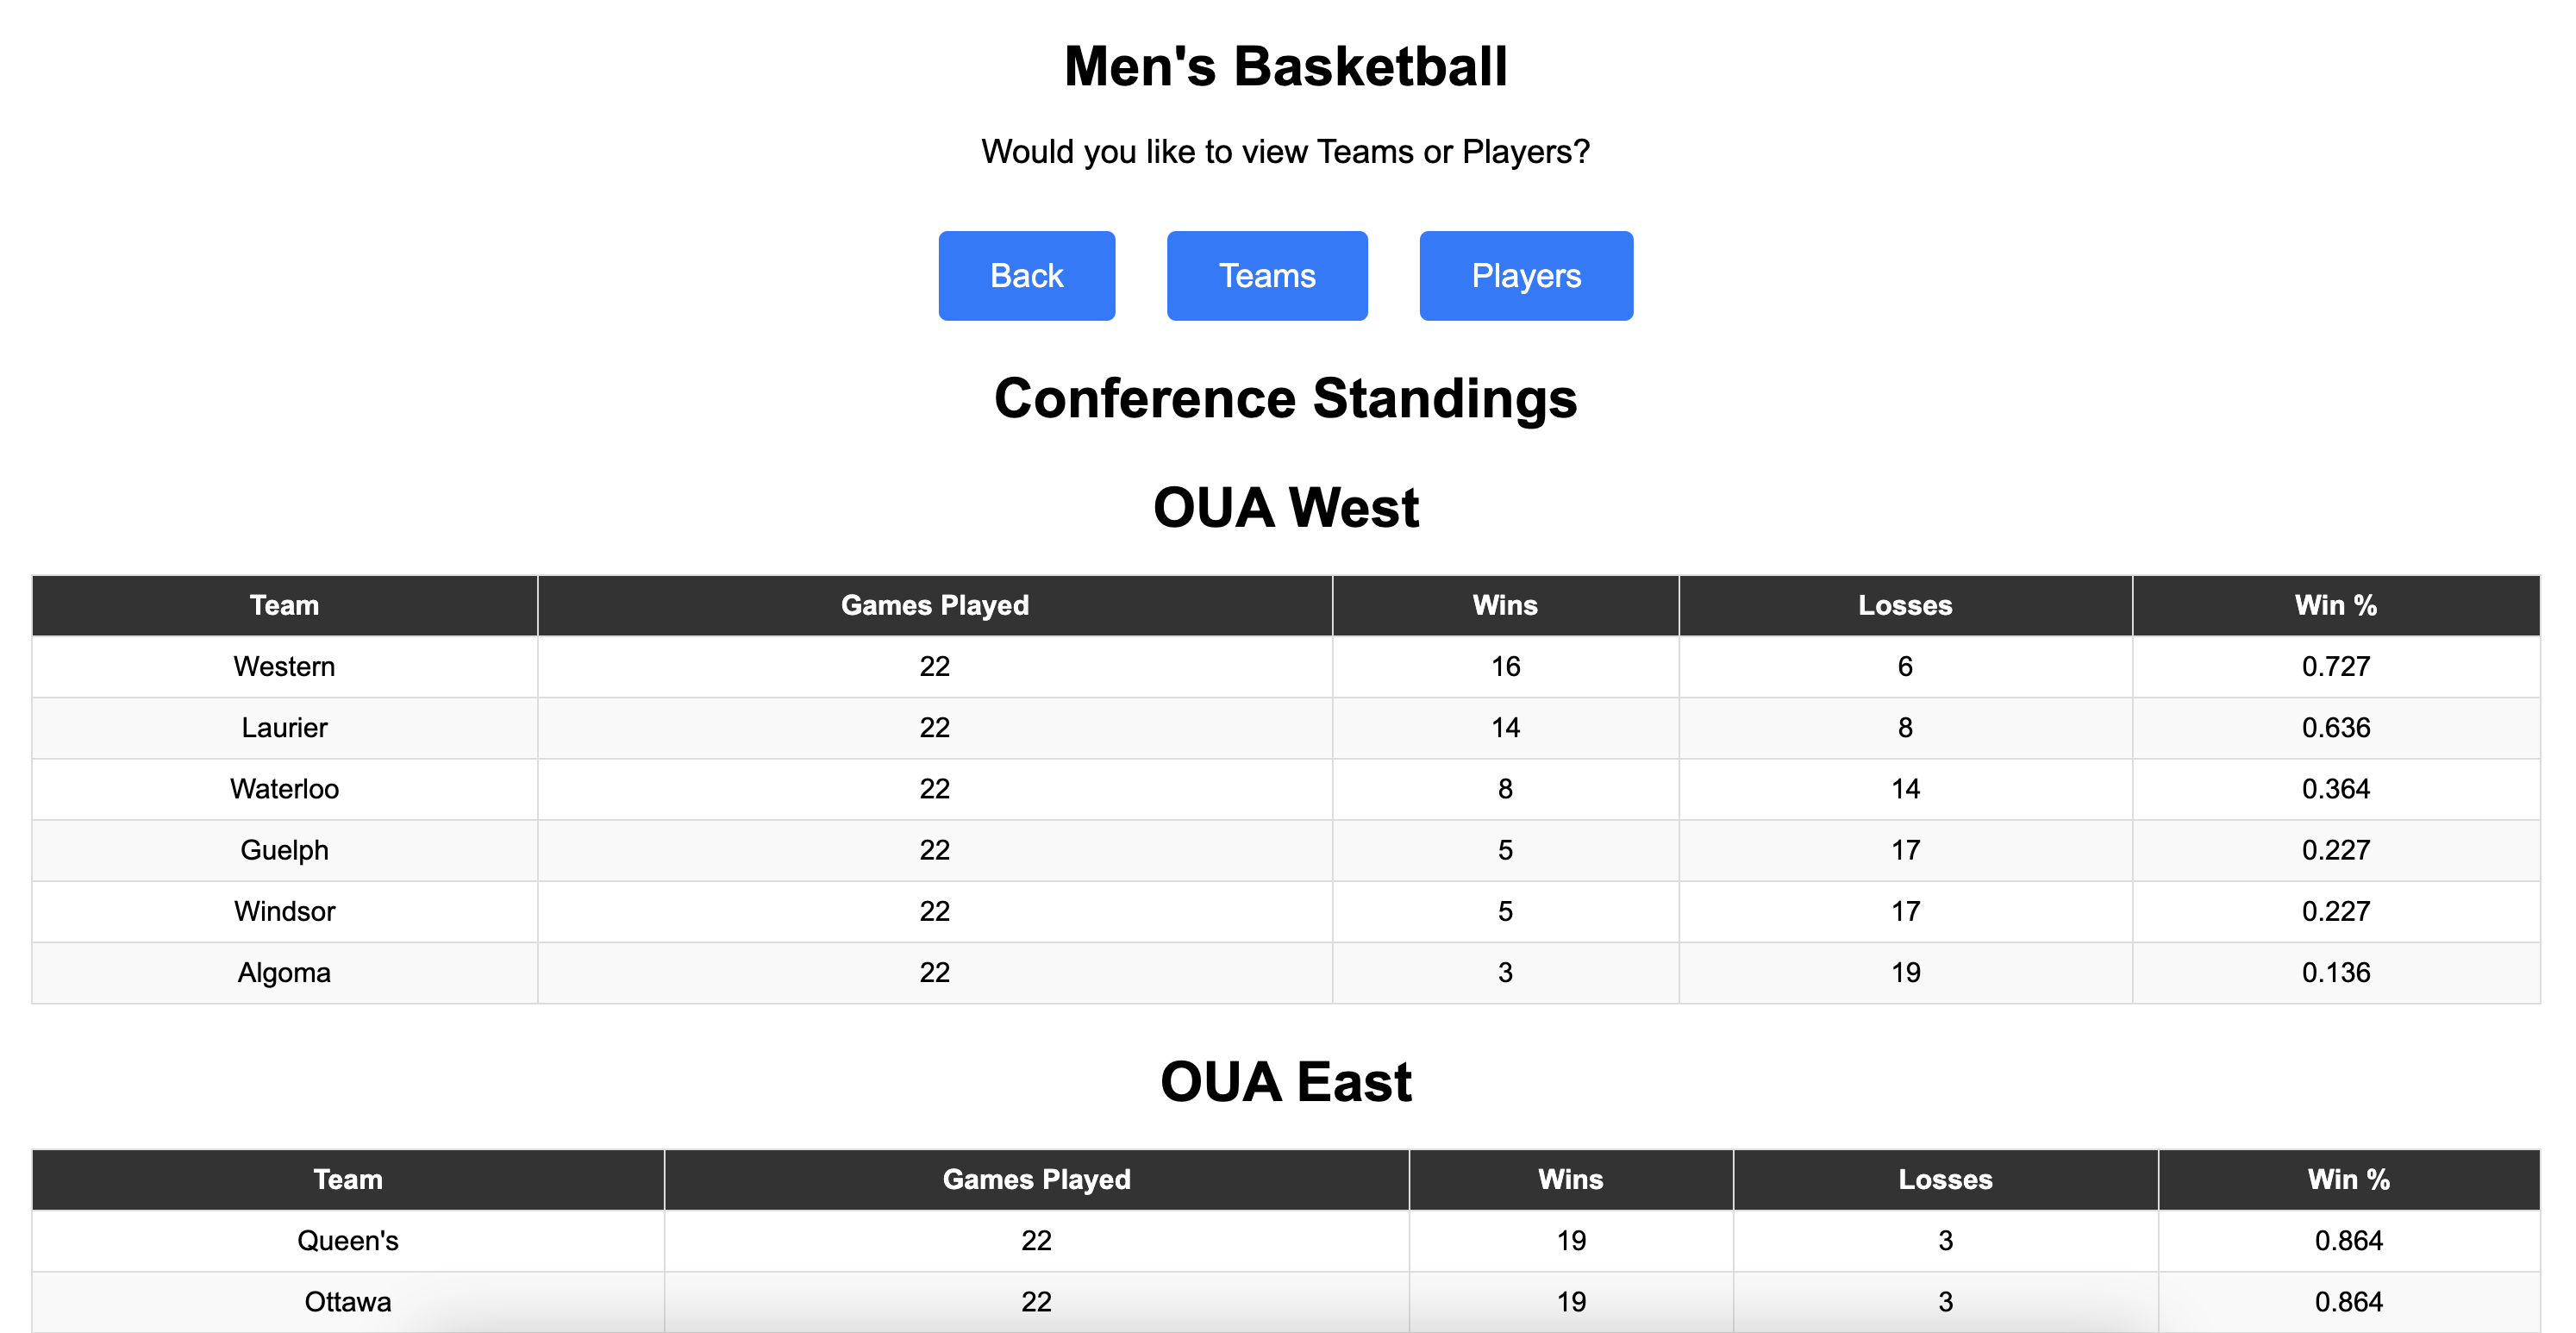 Men's Basketball
Would you like to view Teams or Players?
Back Teams Players
Conference Standings
OUA West
Team Games Played Wins Losses Win %
Western 22 16 6 0.727
Laurier 22 14 8 0.636
Waterloo 22 8 14 0.364
Guelph 22 5 17 0.227
Windsor 22 5 17 0.227
Algoma 22 3 19 0.136
OUA East
Team Games Played Wins Losses Win %
Queen's 22 19 3 0.864
Ottawa 22 19 3 0.864